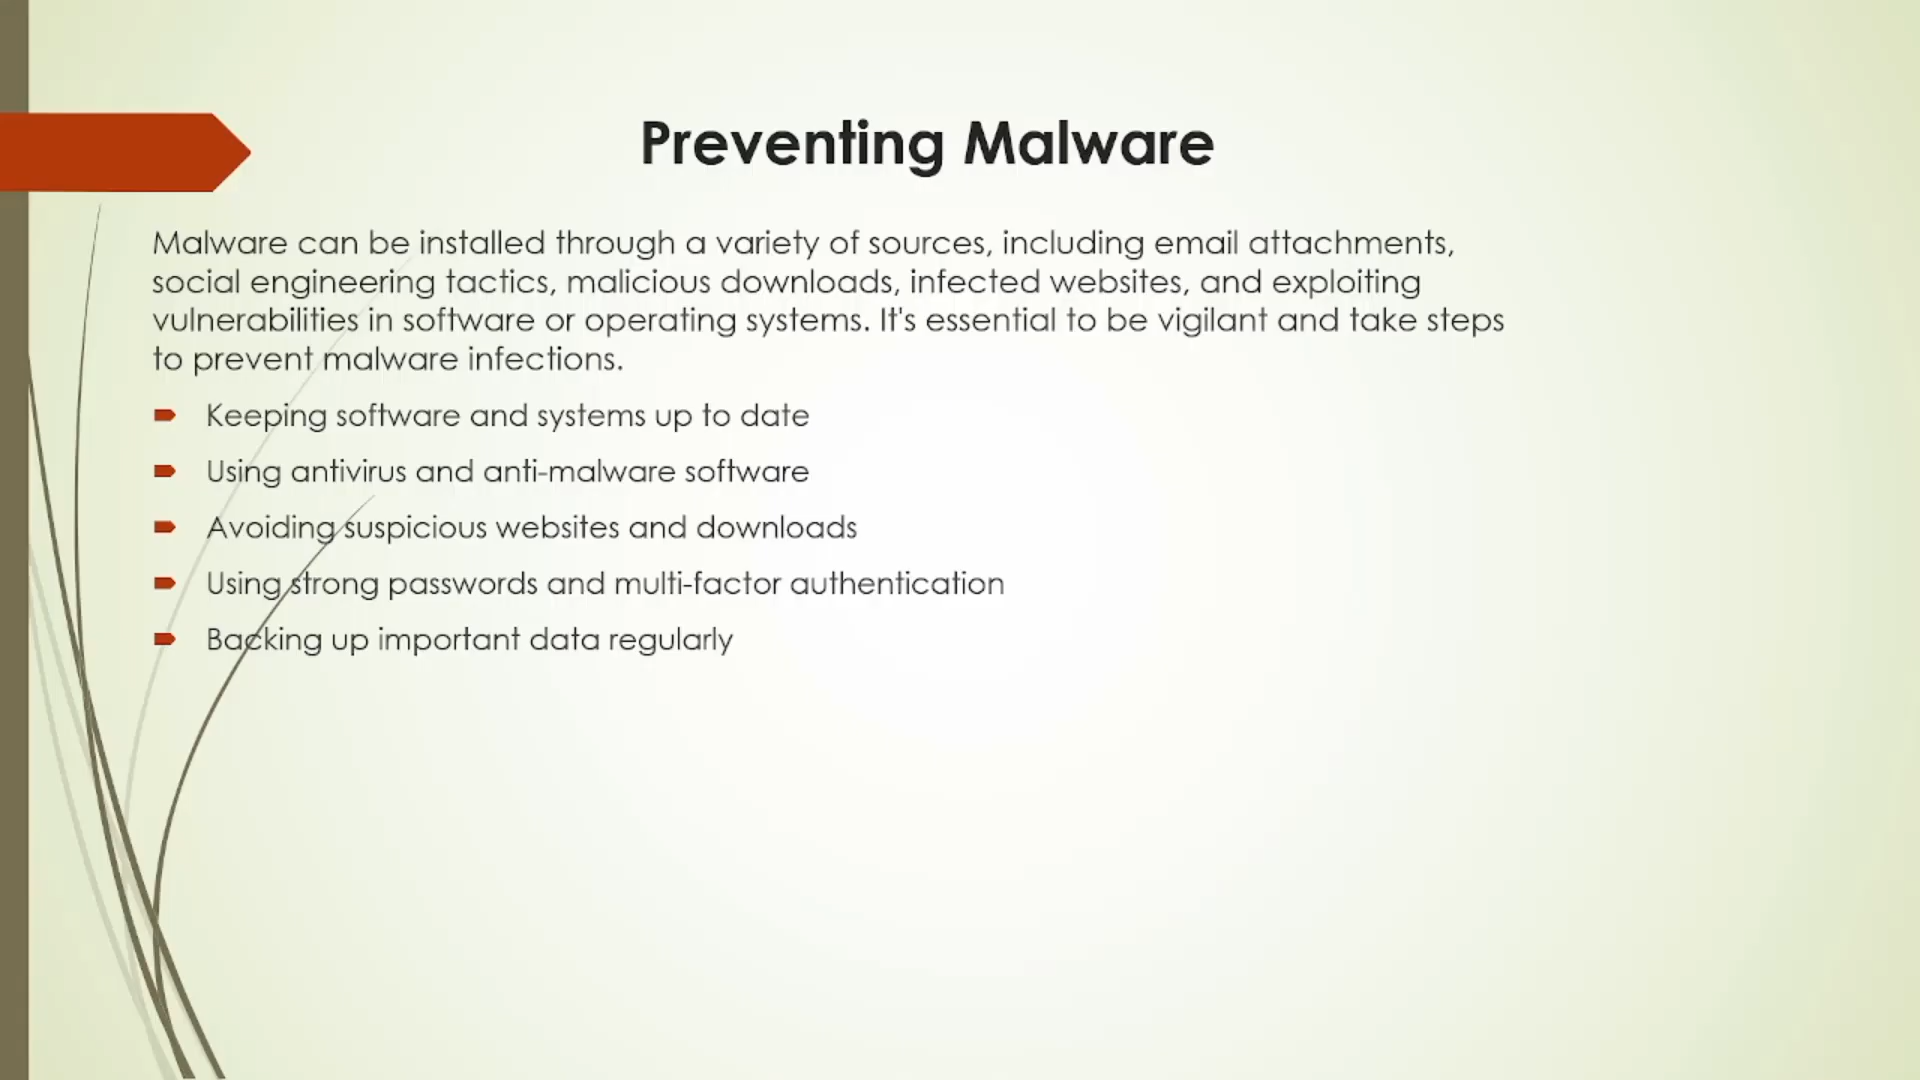 Preventing Malware
Malware can be installed through a variety of sources, including email attachments,
social engineering tactics, malicious downloads, infected websites, and exploiting
vulnerabilities in software or operating systems. It's essential to be vigilant and take steps
to prevent malware infections.
Keeping software and systems up to date
Using antivirus and anti-malware software
Avoiding suspicious websites and downloads
Using strong passwords and multi-factor authentication
Backing up important data regularly